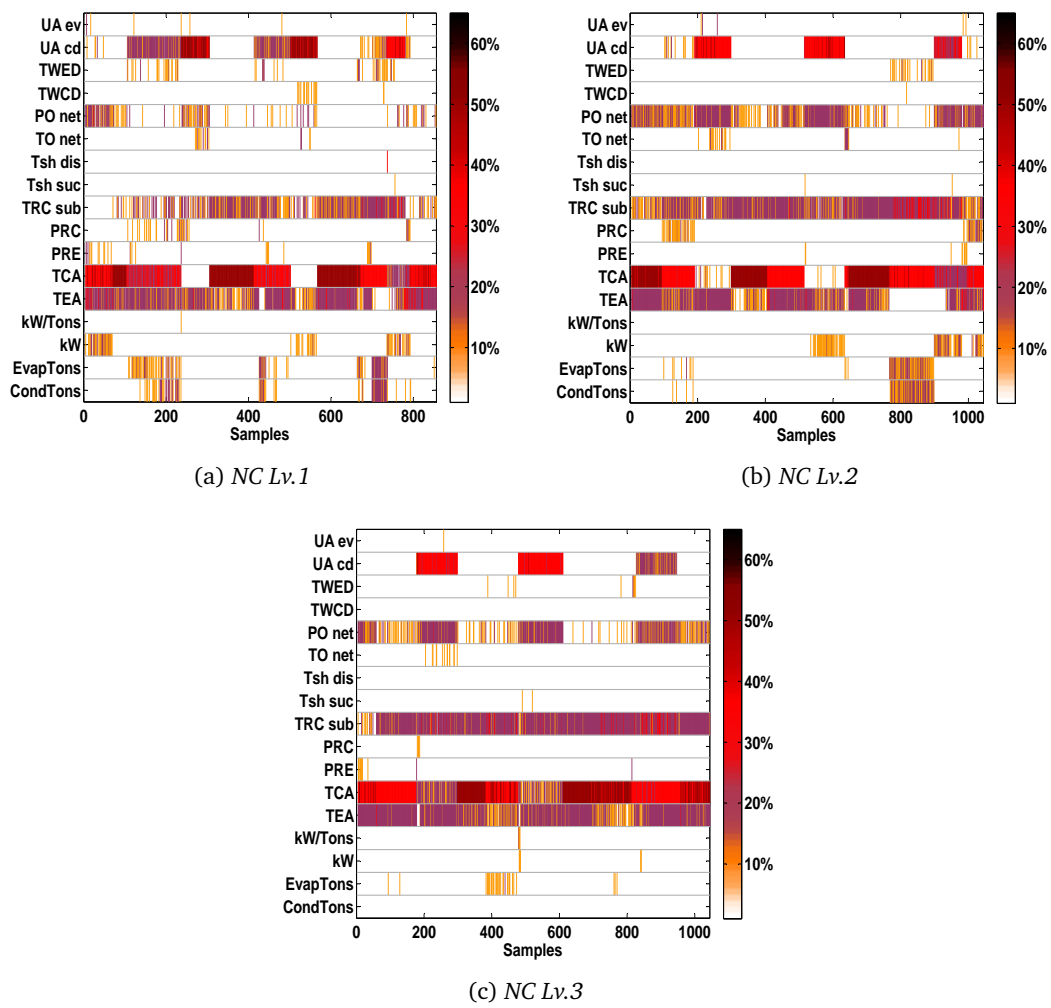 UA ev
UA cd
TWED
TWCD
PO net
TO net
Tsh dis
Tsh suc
TRC sub
PRC
PRE
TCA
TEA
kW/Tons
kW
EvapTons
CondTons
0 200 400 600 800
Samples
60%
50%
40%
30%
20%
10%
(a) NC Lv.1
UA ev
UA cd
TWED
TWCD
PO net
TO net
Tsh dis
Tsh suc
TRC sub
PRC
PRE
TCA
TEA
kW/Tons
kW
EvapTons
CondTons
0 200 400 600 800 1000
Samples
60%
50%
40%
30%
20%
10%
(b) NC Lv.2
UA ev
UA cd
TWED
TWCD
PO net
TO net
Tsh dis
Tsh suc
TRC sub
PRC
PRE
TCA
TEA
kW/Tons
kW
EvapTons
CondTons
0 200 400 600 800 1000
Samples
60%
50%
40%
30%
20%
10%
(c) NC Lv.3